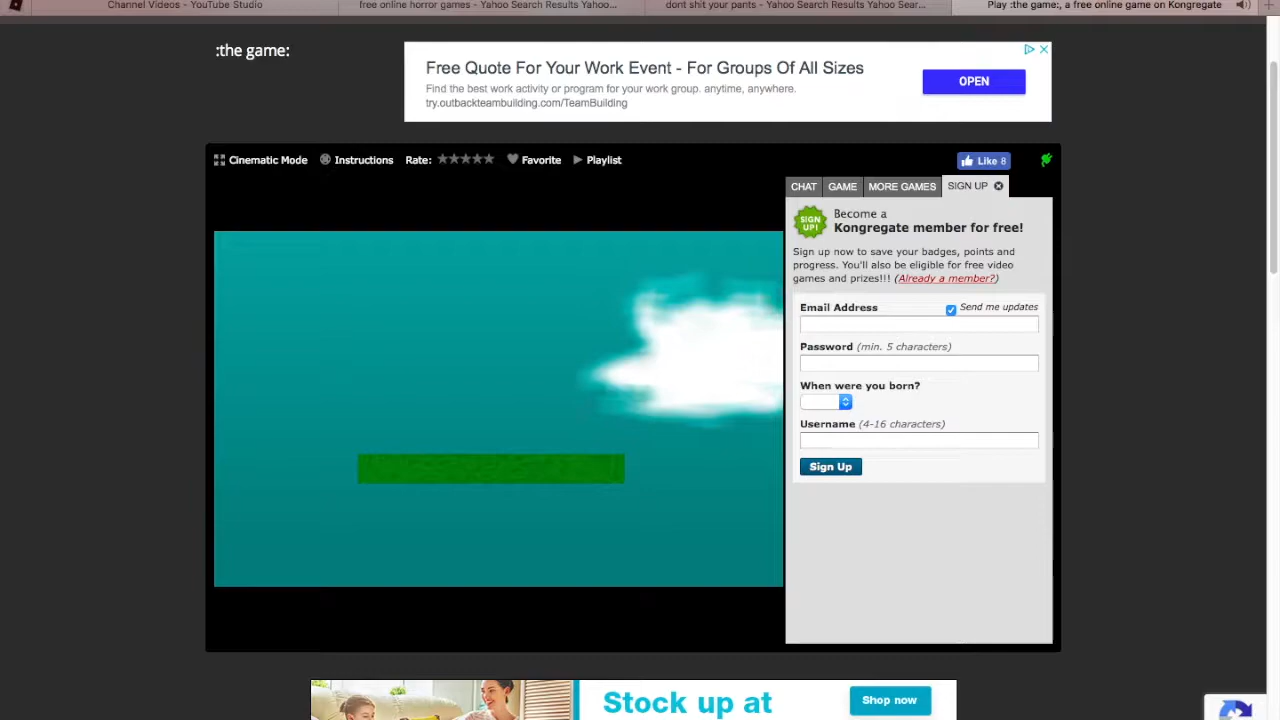 Channel Videos - YouTube Studio
free online horror games - Yahoo Search Results Yahoo...
dont shit your pants - Yahoo Search Results Yahoo Sear...
Play :the game:, a free online game on Kongregate
:the game:
Free Quote For Your Work Event - For Groups Of All Sizes
Find the best work activity or program for your work group. anytime, anywhere.
try.outbackteambuilding.com/TeamBuilding
OPEN
Cinematic Mode
Instructions
Rate:
Favorite
Playlist
Like 8
CHAT
GAME
MORE GAMES
SIGN UP
SIGN UP!
Become a
Kongregate member for free!
Sign up now to save your badges, points and
progress. You'll also be eligible for free video
games and prizes!!! (Already a member?)
Email Address
Send me updates
Password (min. 5 characters)
When were you born?
Username (4-16 characters)
Sign Up
Stock up at
Shop now